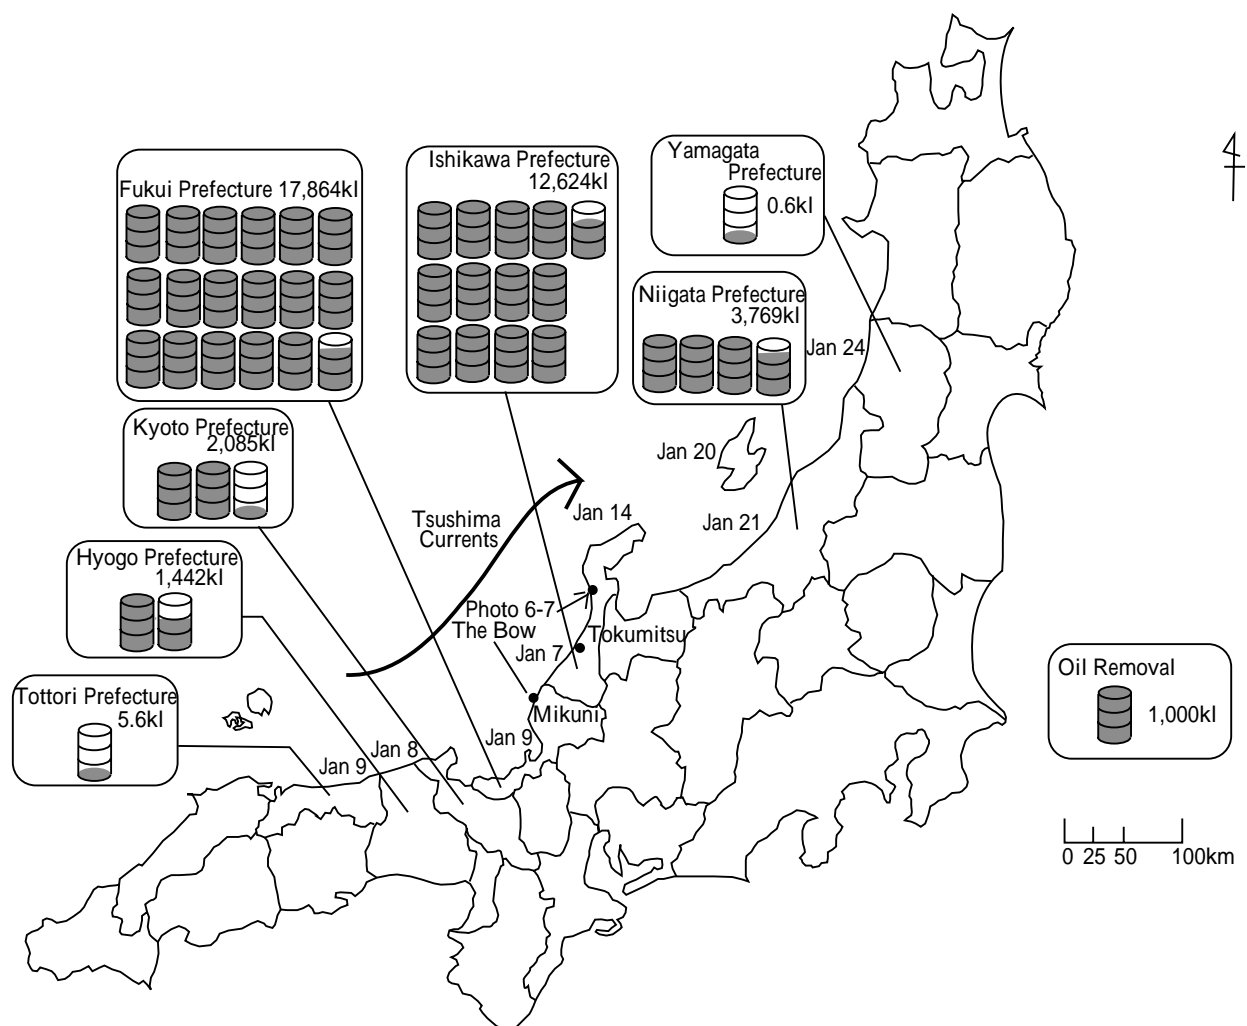 Yamagata
Prefecture
0.6kl
Ishikawa Prefecture
12,624kl
Fukui Prefecture 17,864kl
Niigata Prefecture
3,769kl
Jan 24
Kyoto Prefecture
2,085kl
Jan 20
Jan 14
Jan 21
Tsushima
Currents
Hyogo Prefecture
1,442kl
Photo 6-7
The Bow
Tokumitsu
Jan 7
Mikuni
Tottori Prefecture
5.6kl
Jan 9
Jan 8
Jan 9
Oil Removal
1,000kl
0 25 50 100km